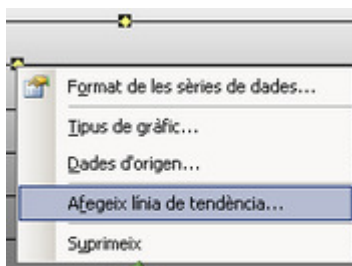 Format de les sèries de dades...
Tipus de gràfic...
Dades d'origen...
Afegeix línia de tendència...
Suprimeix